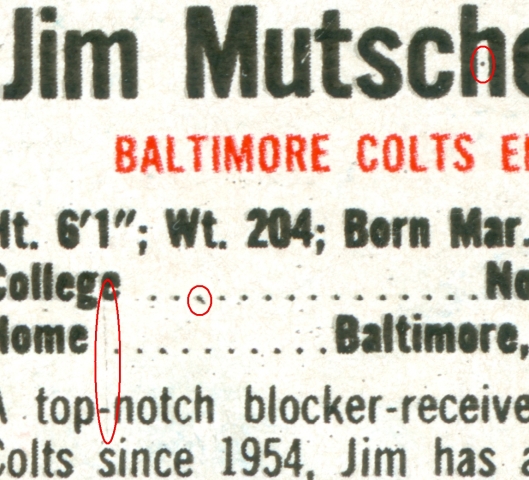 Jim Mutsche
BALTIMORE COLTS E
Ht. 6'1"; Wt. 204; Born Mar.
College ................ No
Home ........... Baltimore,
A top-notch blocker-receive
Colts since 1954, Jim has a